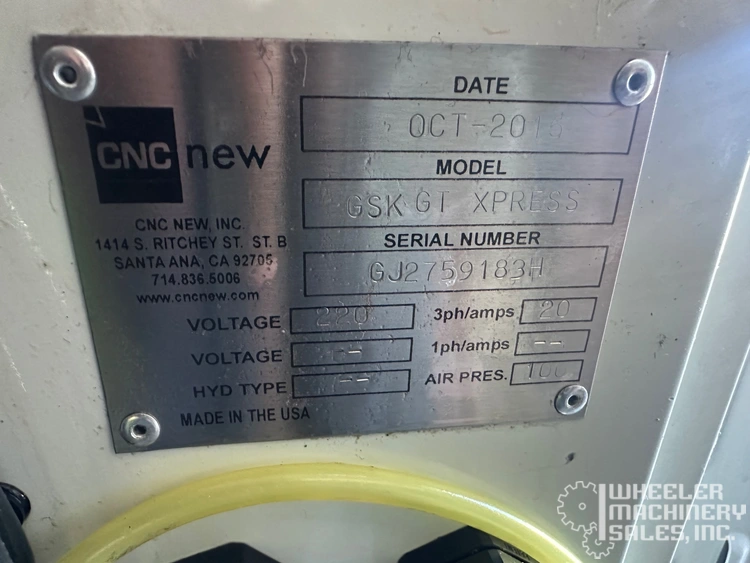 CNC new
CNC NEW, INC.
1414 S. RITCHEY ST. ST. B
SANTA ANA, CA 92705
714.836.5006
www.cncnew.com
DATE
MODEL
GSK GT XPRESS
SERIAL NUMBER
GJ2759183H
VOLTAGE 220 3ph/amps 20
VOLTAGE -- 1ph/amps --
HYD TYPE -- AIR PRES. 100
MADE IN THE USA
WHEELER
MACHINERY
SALES, INC.